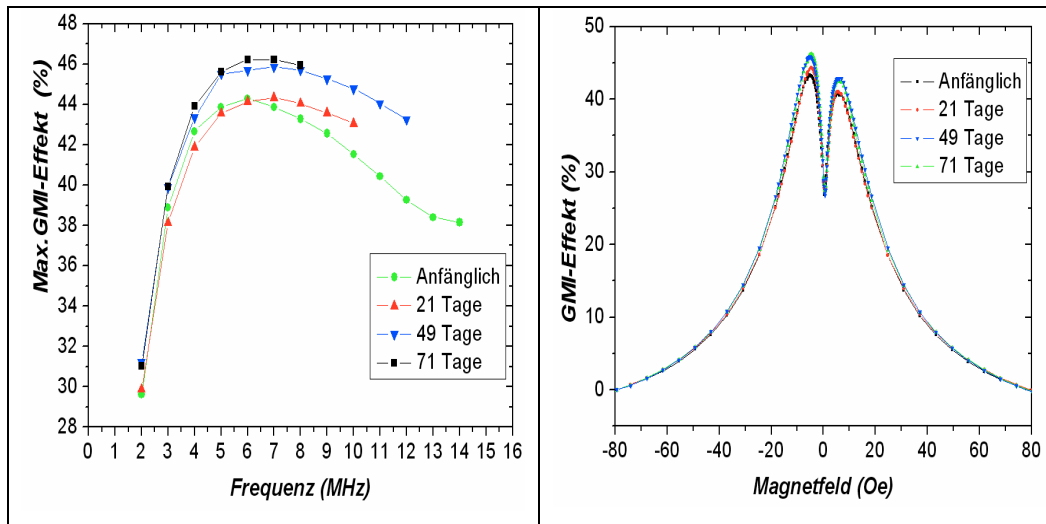 Max.GMI-Effekt (%)
48
46
44
42
40
38
36
34
32
30
28
Anfänglich
21 Tage
49 Tage
71 Tage
0 1 2 3 4 5 6 7 8 9 10 11 12 13 14 15 16
Frequenz (MHz)
GMI-Effekt (%)
50
40
30
20
10
0
Anfänglich
21 Tage
49 Tage
71 Tage
-80 -60 -40 -20 0 20 40 60 80
Magnetfeld (Oe)